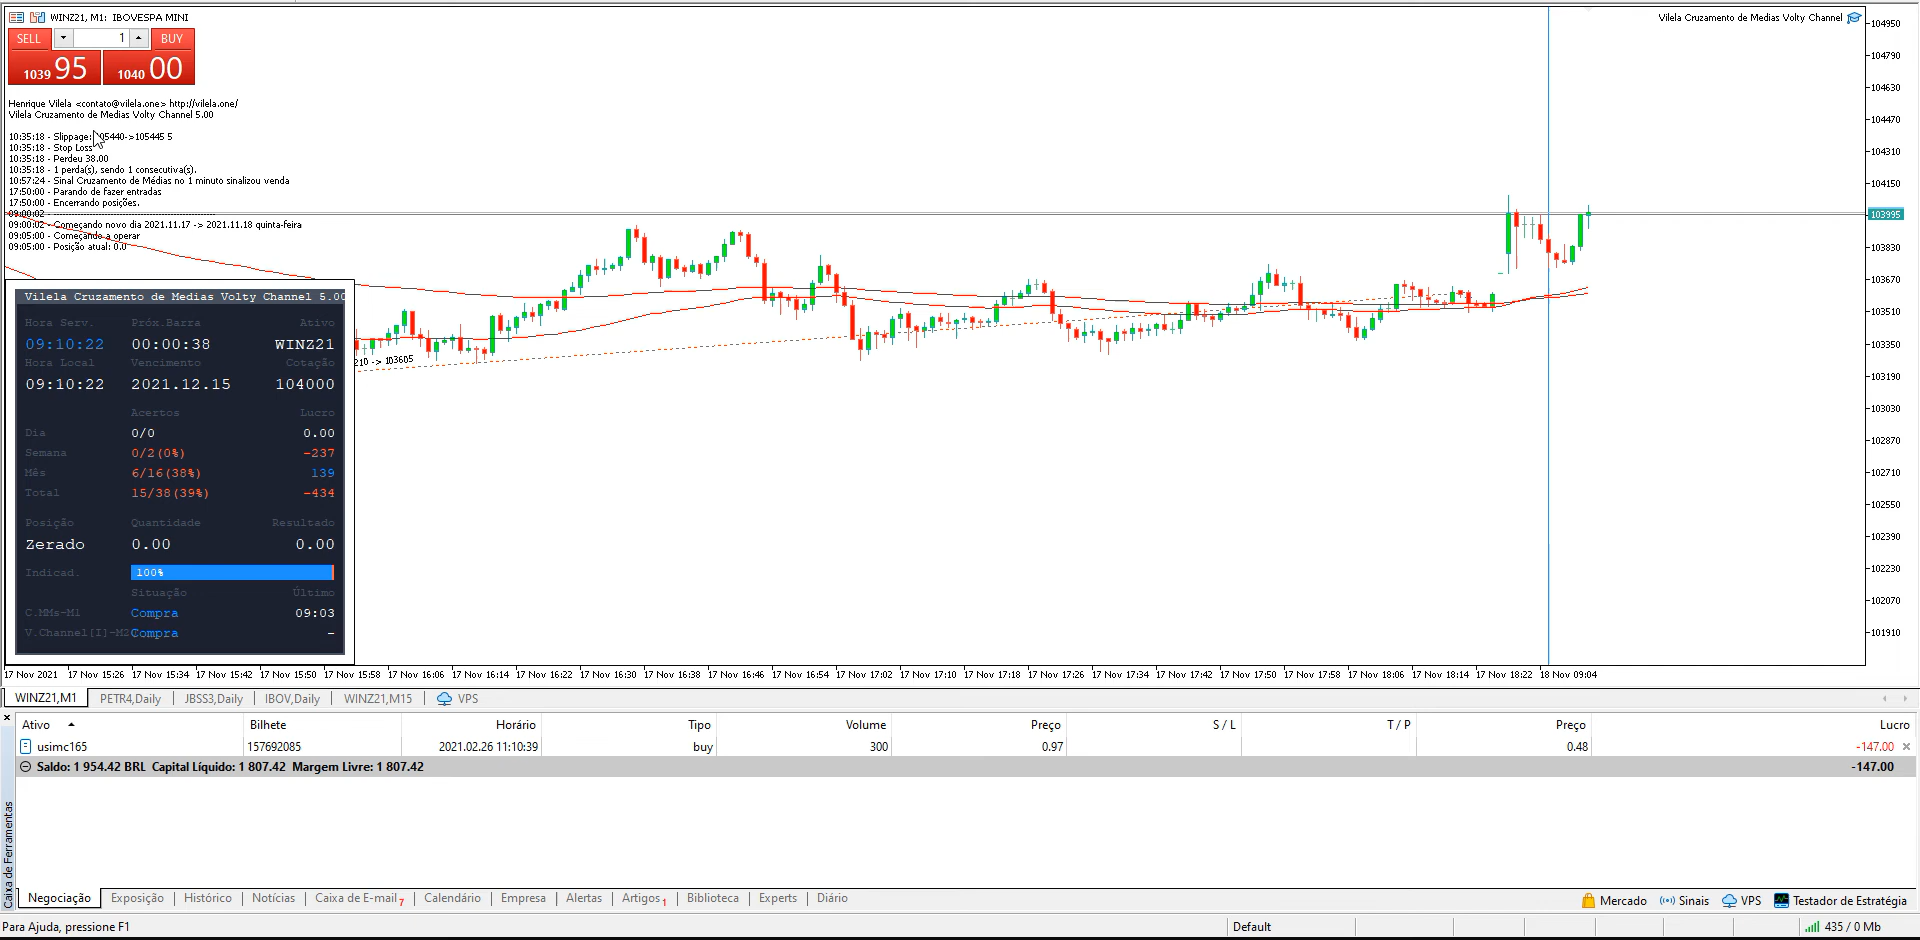 WINZ21, M1:  IBOVESPA MINI
Vilela Cruzamento de Medias Volty Channel
SELL 1 BUY
1039 95 1040 00
Henrique Vilela <contato@vilela.one> http://vilela.one/
Vilela Cruzamento de Medias Volty Channel 5.00
10:35:18 - Slippage: 105440->105445 5
10:35:18 - Stop Loss
10:35:18 - Perdeu 38.00
10:35:18 - 1 perda(s), sendo 1 consecutiva(s).
10:57:24 - Sinal Cruzamento de Médias no 1 minuto sinalizou venda
17:50:00 - Parando de fazer entradas
17:50:00 - Encerrando posições.
09:00:02 - ------------------------------------------------
09:00:02 - Começando novo dia 2021.11.17 -> 2021.11.18 quinta-feira
09:05:00 - Começando a operar
09:05:00 - Posição atual: 0.0
Vilela Cruzamento de Medias Volty Channel 5.00
Hora Serv. Próx.Barra Ativo
09:10:22 00:00:38 WINZ21
Hora Local Vencimento Cotação
09:10:22 2021.12.15 104000
Acertos Lucro
Dia 0/0 0.00
Semana 0/2(0%) -237
Mês 6/16(38%) 139
Total 15/38(39%) -434
Posição Quantidade Resultado
Zerado 0.00 0.00
Indicad. 100%
Situação Último
C.MMs-M1 Compra 09:03
V.Channel[I]-M2 Compra -
210 -> 103605
104950
104790
104630
104470
104310
104150
103995
103830
103670
103510
103350
103190
103030
102870
102710
102550
102390
102230
102070
101910
17 Nov 2021 17 Nov 15:26 17 Nov 15:34 17 Nov 15:42 17 Nov 15:50 17 Nov 15:58 17 Nov 16:06 17 Nov 16:14 17 Nov 16:22 17 Nov 16:30 17 Nov 16:38 17 Nov 16:46 17 Nov 16:54 17 Nov 17:02 17 Nov 17:10 17 Nov 17:18 17 Nov 17:26 17 Nov 17:34 17 Nov 17:42 17 Nov 17:50 17 Nov 17:58 17 Nov 18:06 17 Nov 18:14 17 Nov 18:22 18 Nov 09:04
WINZ21,M1 PETR4,Daily JBSS3,Daily IBOV,Daily WINZ21,M15 VPS
Ativo Bilhete Horário Tipo Volume Preço S / L T / P Preço Lucro
usimc165 157692085 2021.02.26 11:10:39 buy 300 0.97 0.48 -147.00
Saldo: 1 954.42 BRL  Capital Líquido: 1 807.42  Margem Livre: 1 807.42 -147.00
Caixa de Ferramentas
Negociação Exposição Histórico Notícias Caixa de E-mail 7 Calendário Empresa Alertas Artigos 1 Biblioteca Experts Diário
Mercado Sinais VPS Testador de Estratégia
Para Ajuda, pressione F1 Default 435 / 0 Mb